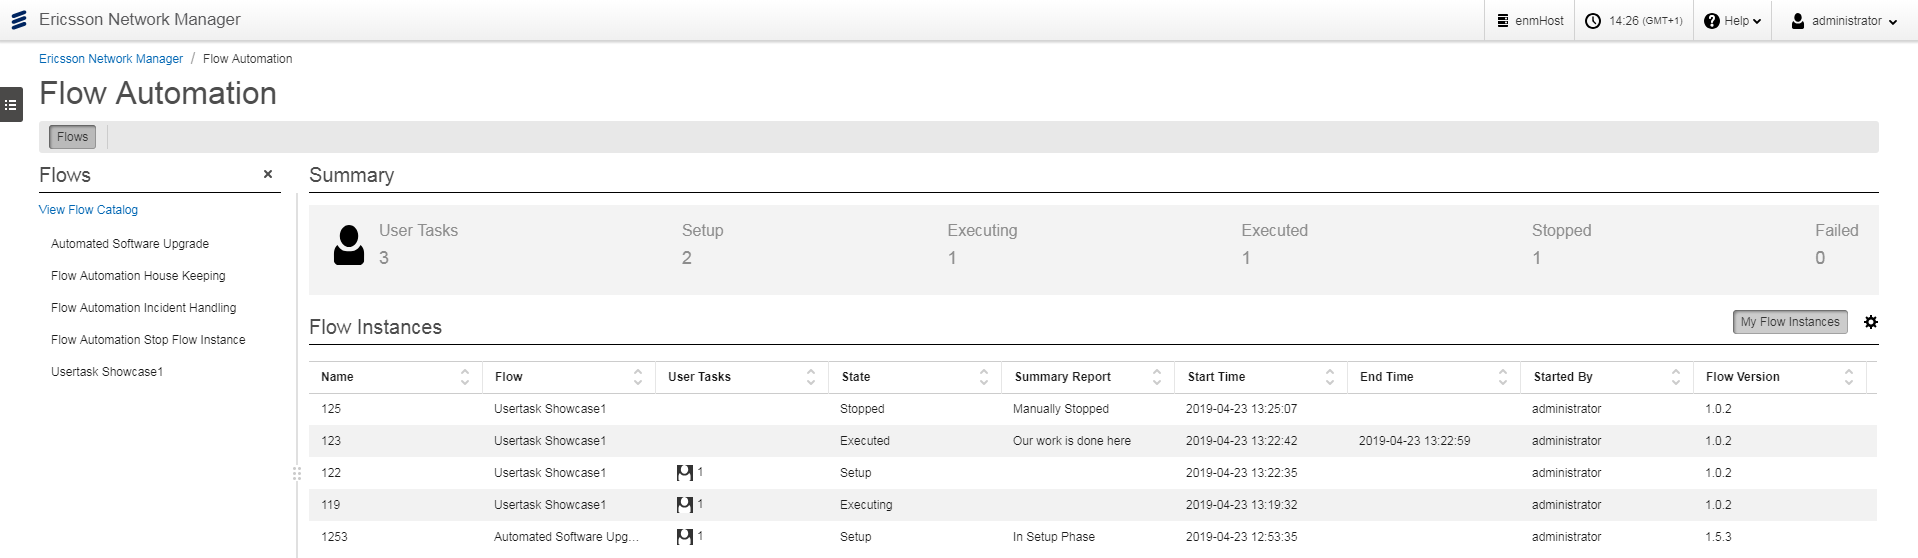 Ericsson Network Manager
enmHost
14:26 (GMT+1)
Help
administrator
Ericsson Network Manager / Flow Automation
Flow Automation
Flows
Flows
View Flow Catalog
Automated Software Upgrade
Flow Automation House Keeping
Flow Automation Incident Handling
Flow Automation Stop Flow Instance
Usertask Showcase1
Summary
User Tasks Setup Executing Executed Stopped Failed
3 2 1 1 1 0
Flow Instances
My Flow Instances
Name Flow User Tasks State Summary Report Start Time End Time Started By Flow Version
125 Usertask Showcase1 Stopped Manually Stopped 2019-04-23 13:25:07 administrator 1.0.2
123 Usertask Showcase1 Executed Our work is done here 2019-04-23 13:22:42 2019-04-23 13:22:59 administrator 1.0.2
122 Usertask Showcase1 1 Setup 2019-04-23 13:22:35 administrator 1.0.2
119 Usertask Showcase1 1 Executing 2019-04-23 13:19:32 administrator 1.0.2
1253 Automated Software Upg... 1 Setup In Setup Phase 2019-04-23 12:53:35 administrator 1.5.3